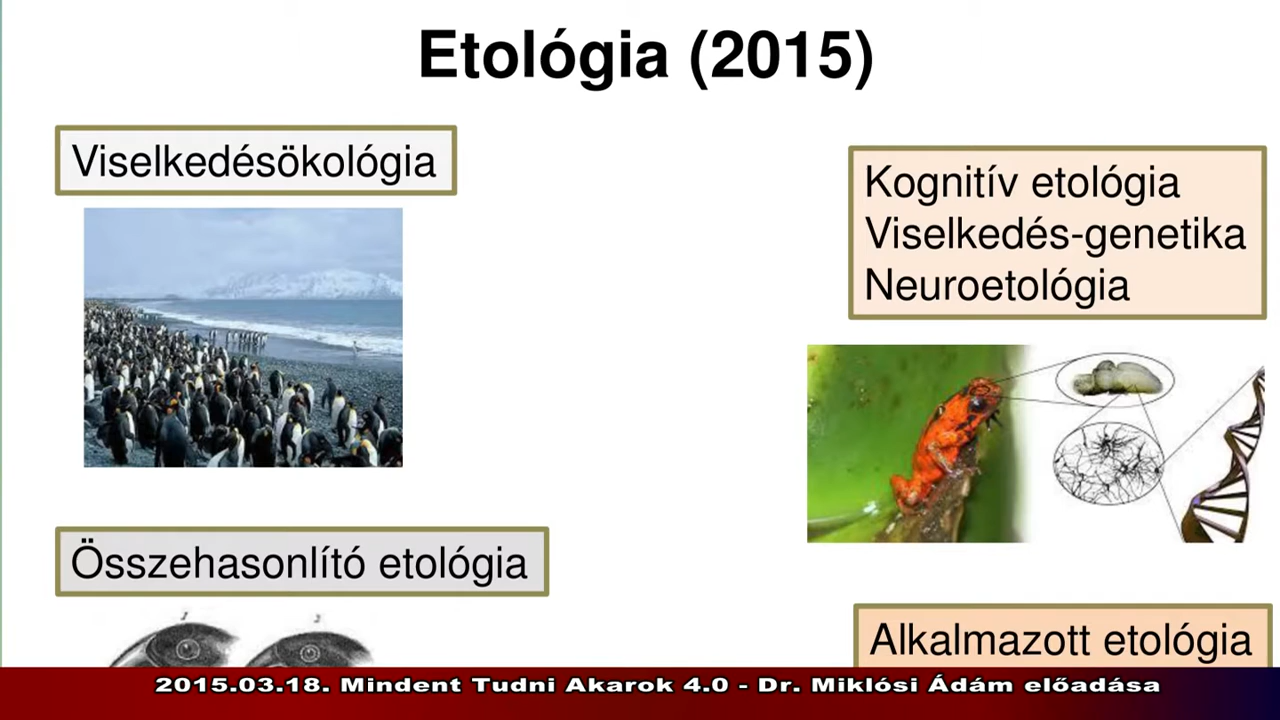 Etológia (2015)
Viselkedésökológia
Kognitív etológia
Viselkedés-genetika
Neuroetológia
Összehasonlító etológia
Alkalmazott etológia
2015.03.18. Mindent Tudni Akarok 4.0 - Dr. Miklósi Ádám előadása